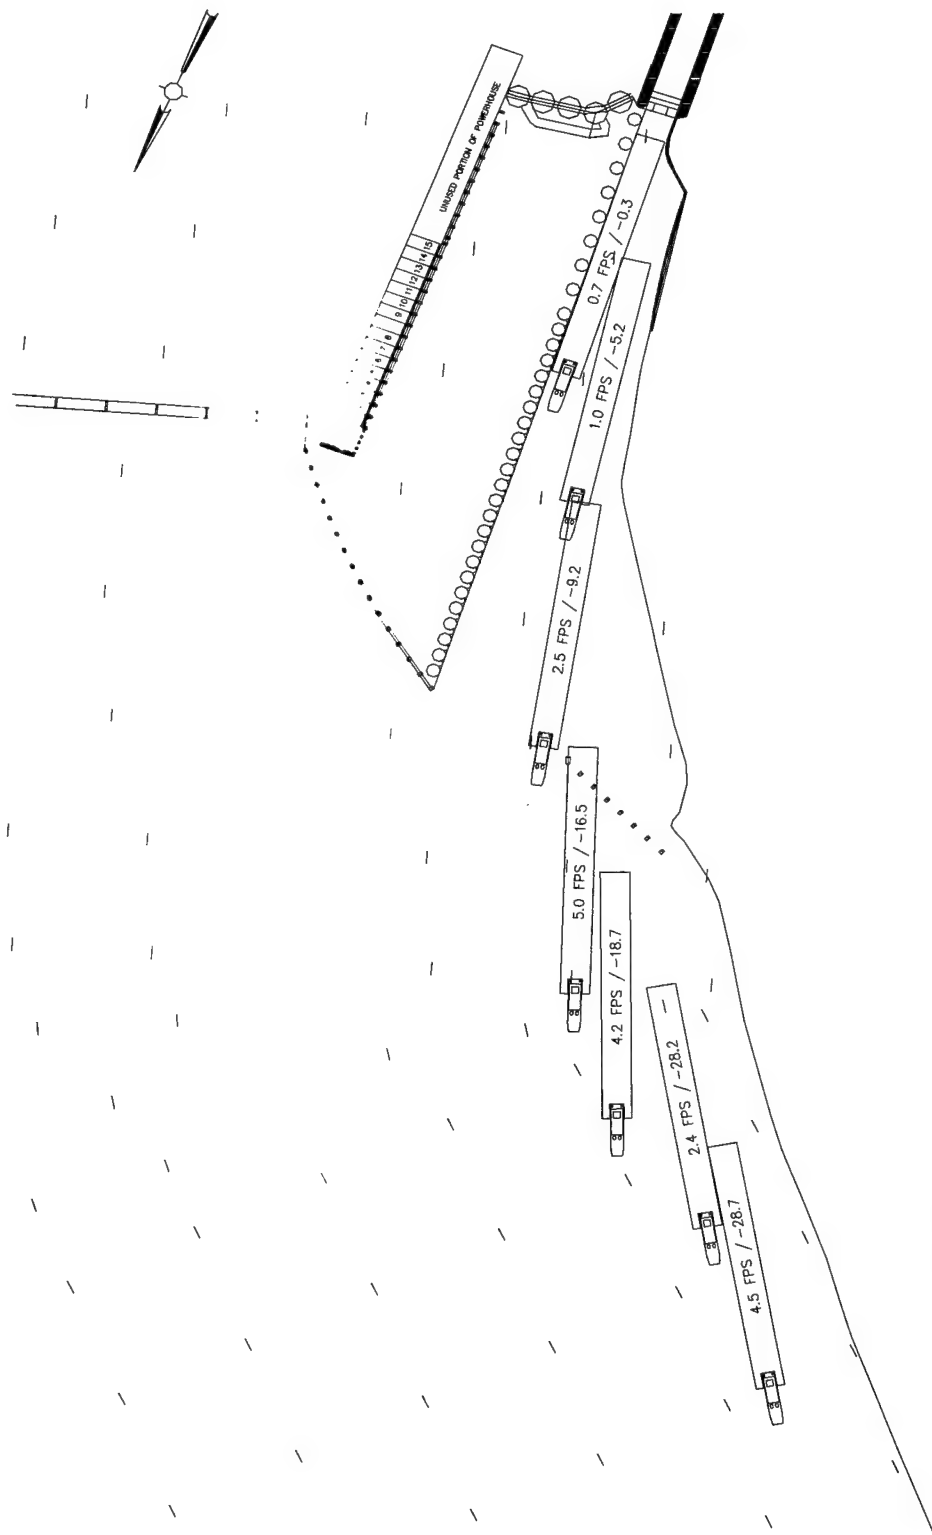 UNUSED PORTION OF POWERHOUSE
15
14
13
12
11
10
9
8
7
6
0.7 FPS /-0.3
1.0 FPS /-5.2
2.5 FPS /-9.2
5.0 FPS /-16.5
4.2 FPS /-18.7
2.4 FPS /-28.2
4.5 FPS /-28.7